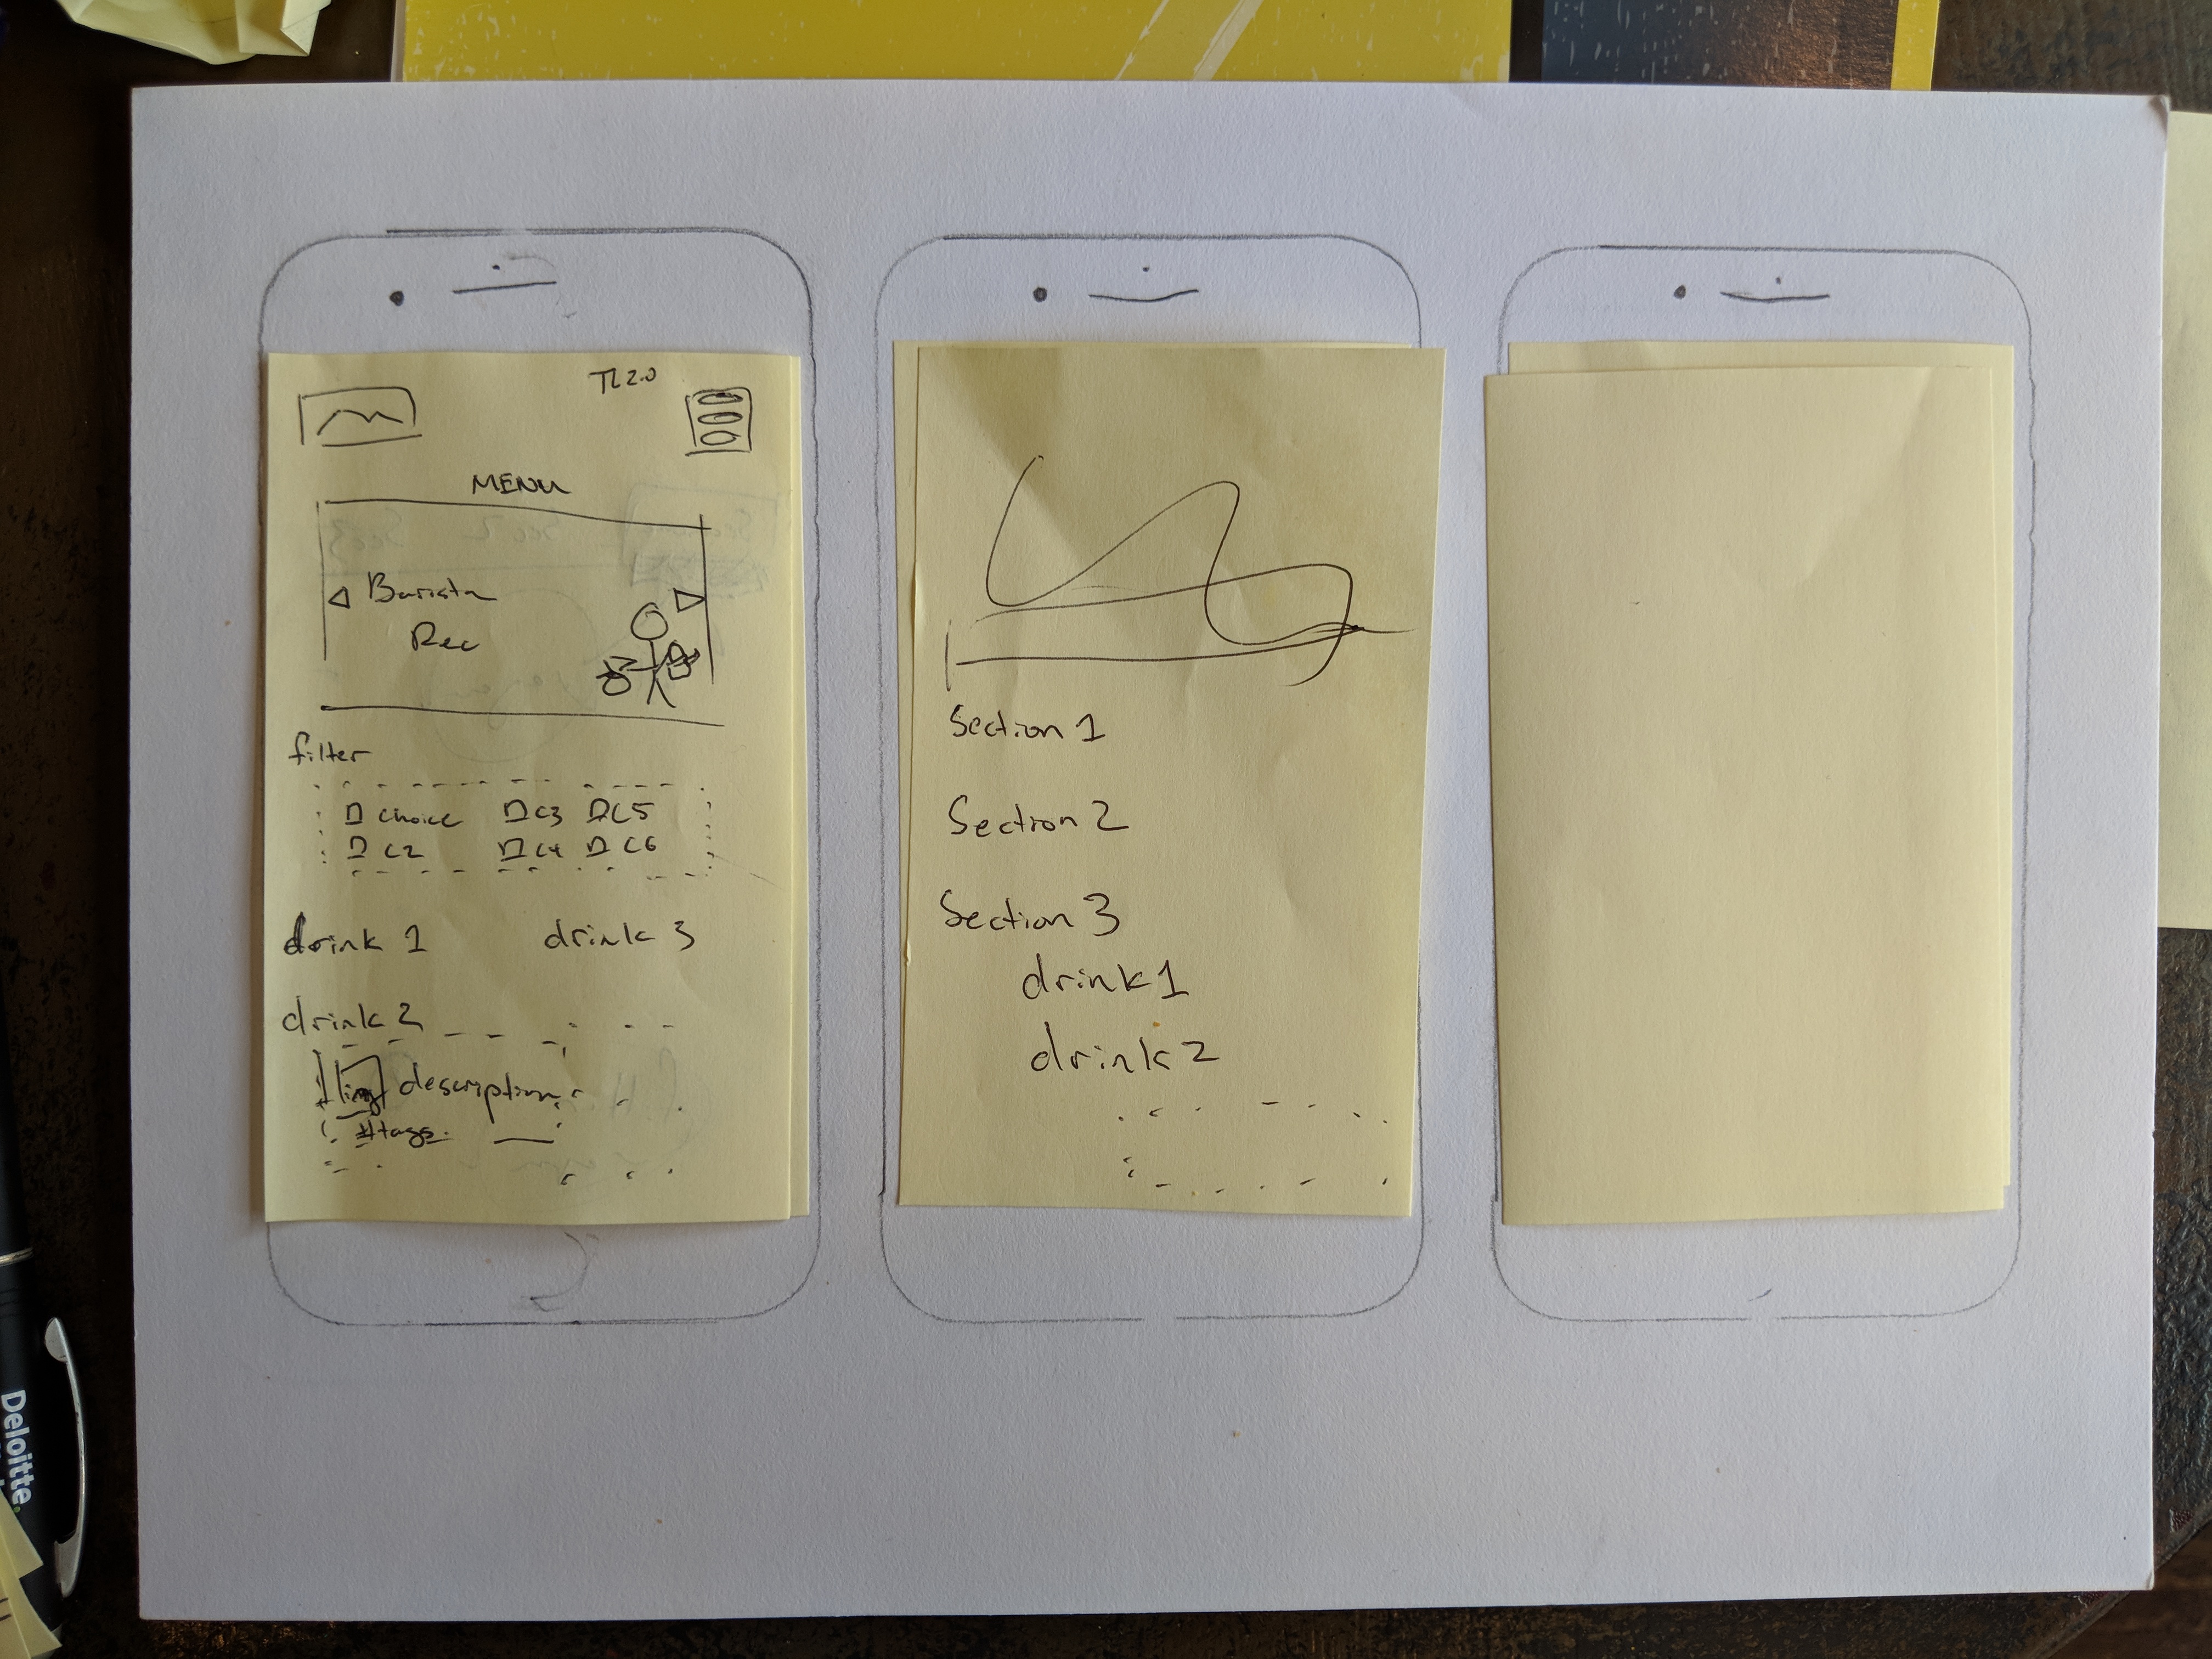 TL 2.0
MENU
Barista
Rec
filter
choice C3 C5
C2 C4 C6
drink 1 drink 3
drink 2
img description
#tags
Section 1
Section 2
Section 3
drink 1
drink 2
Deloitte.